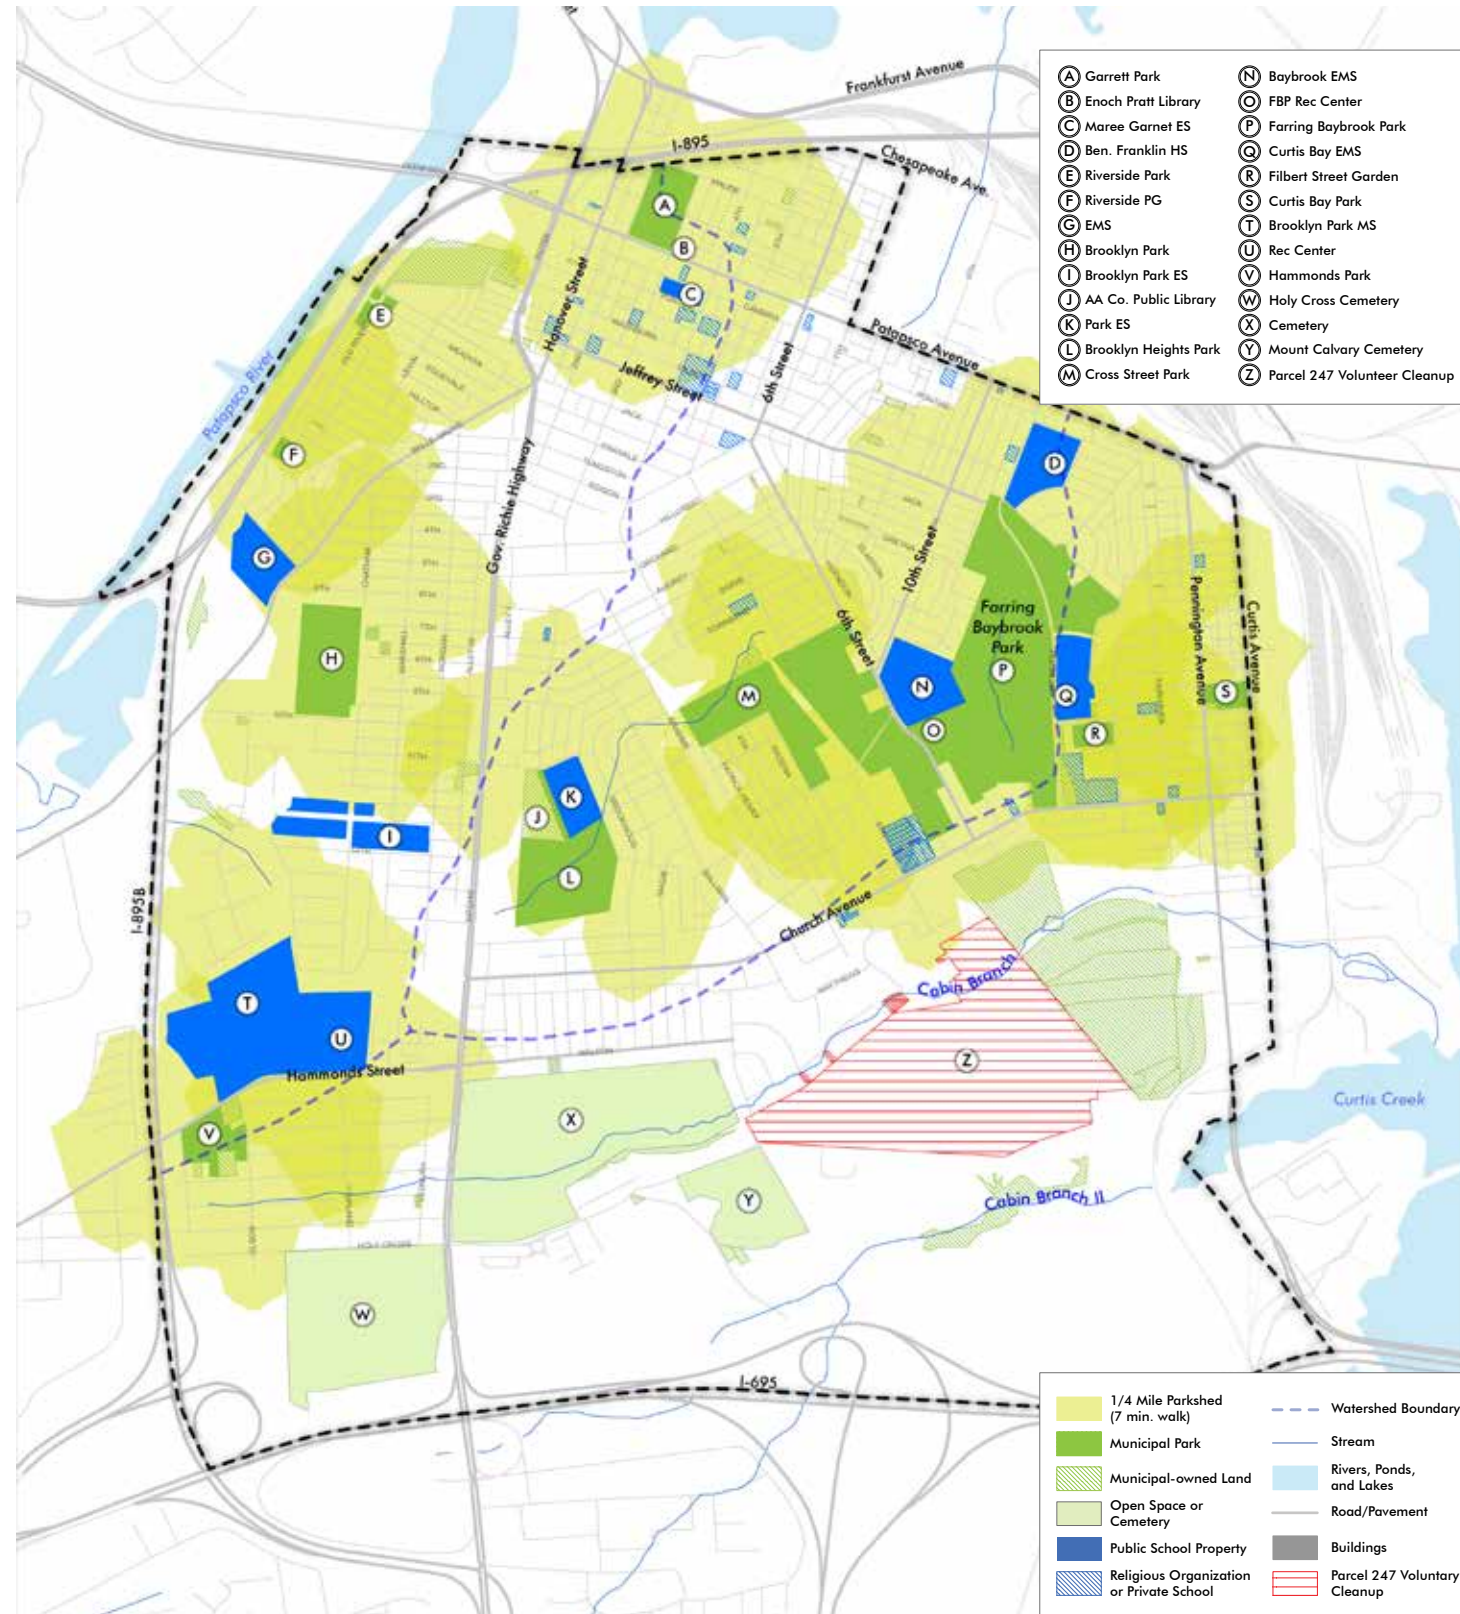 Frankfurst Avenue
I-895
Chesapeake Ave.
Hanover Street
Patapsco Avenue
6th Street
Jeffrey Street
Patapsco River
Gov. Richie Highway
10th Street
6th Street
Farring
Baybrook
Park
Pennington Avenue
Curtis Avenue
I-895B
Church Avenue
Cabin Branch
Hammonds Street
Curtis Creek
Cabin Branch II
HOLY CROSS
I-695
A
B
C
D
E
F
G
H
I
J
K
L
M
N
O
P
Q
R
S
T
U
V
W
X
Y
Z
A Garrett Park
B Enoch Pratt Library
C Maree Garnet ES
D Ben. Franklin HS
E Riverside Park
F Riverside PG
G EMS
H Brooklyn Park
I Brooklyn Park ES
J AA Co. Public Library
K Park ES
L Brooklyn Heights Park
M Cross Street Park
N Baybrook EMS
O FBP Rec Center
P Farring Baybrook Park
Q Curtis Bay EMS
R Filbert Street Garden
S Curtis Bay Park
T Brooklyn Park MS
U Rec Center
V Hammonds Park
W Holy Cross Cemetery
X Cemetery
Y Mount Calvary Cemetery
Z Parcel 247 Volunteer Cleanup
1/4 Mile Parkshed
(7 min. walk)
Municipal Park
Municipal-owned Land
Open Space or
Cemetery
Public School Property
Religious Organization
or Private School
Watershed Boundary
Stream
Rivers, Ponds,
and Lakes
Road/Pavement
Buildings
Parcel 247 Voluntary
Cleanup